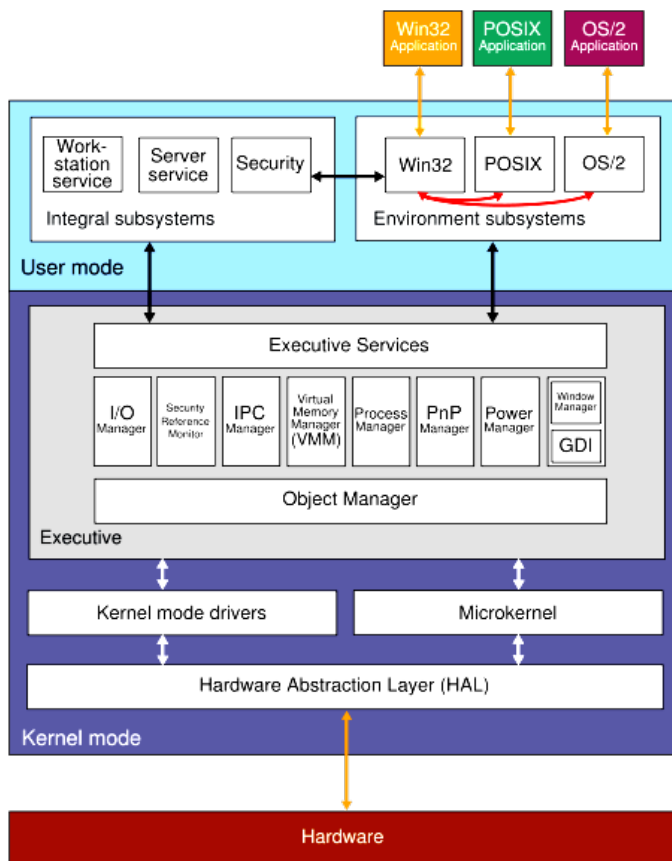 Win32
Application
POSIX
Application
OS/2
Application
Work-
station
service
Server
service
Security
Integral subsystems
Win32
POSIX
OS/2
Environment subsystems
User mode
Executive Services
I/O
Manager
Security
Reference
Monitor
IPC
Manager
Virtual
Memory
Manager
(VMM)
Process
Manager
PnP
Manager
Power
Manager
Window
Manager
GDI
Object Manager
Executive
Kernel mode drivers
Microkernel
Hardware Abstraction Layer (HAL)
Kernel mode
Hardware